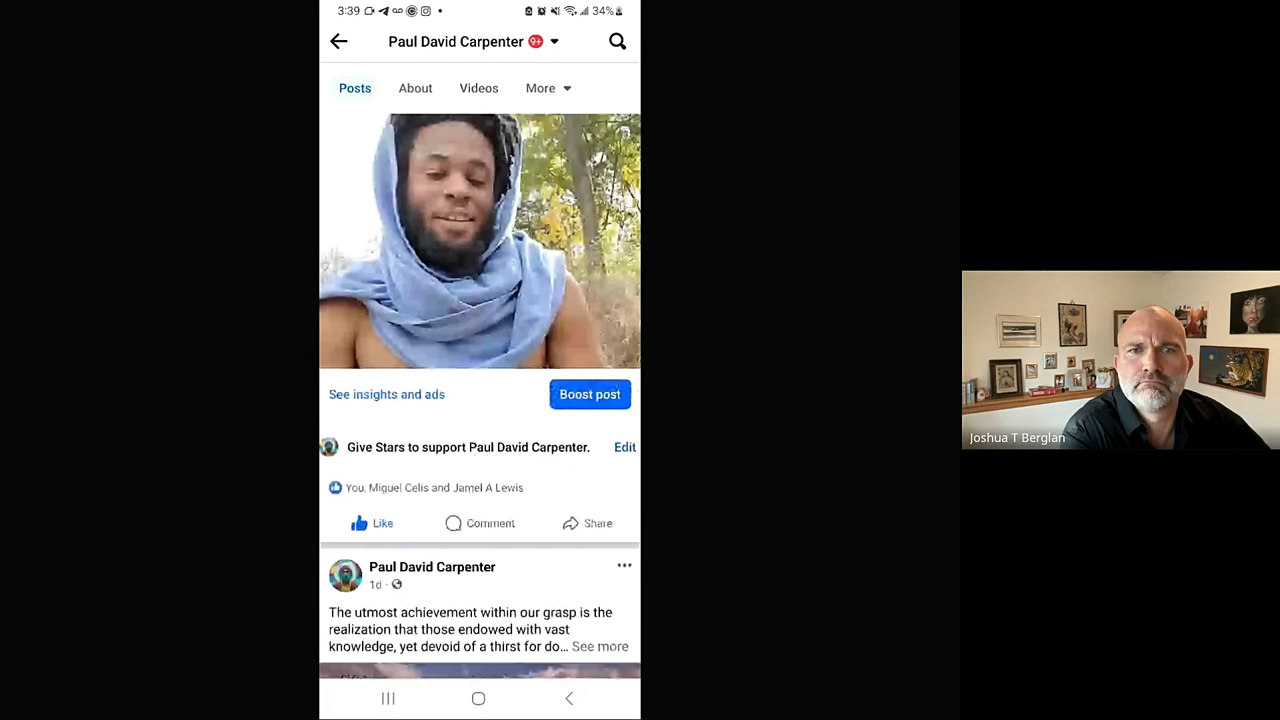 3:39
34%
Paul David Carpenter 9+
Posts About Videos More
See insights and ads
Boost post
Give Stars to support Paul David Carpenter. Edit
You, Miguel Celis and Jamel A Lewis
Like Comment Share
Paul David Carpenter
1d ·
The utmost achievement within our grasp is the
realization that those endowed with vast
knowledge, yet devoid of a thirst for do... See more
Joshua T Berglan